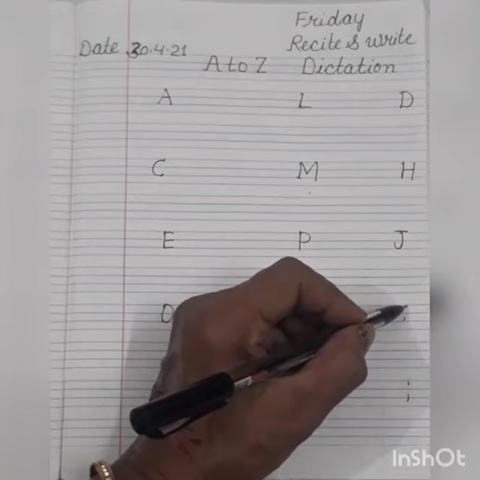 Friday
Date 30.4.21 Recite & write
A to Z Dictation
A L D
C M H
E P J
i
InShOt